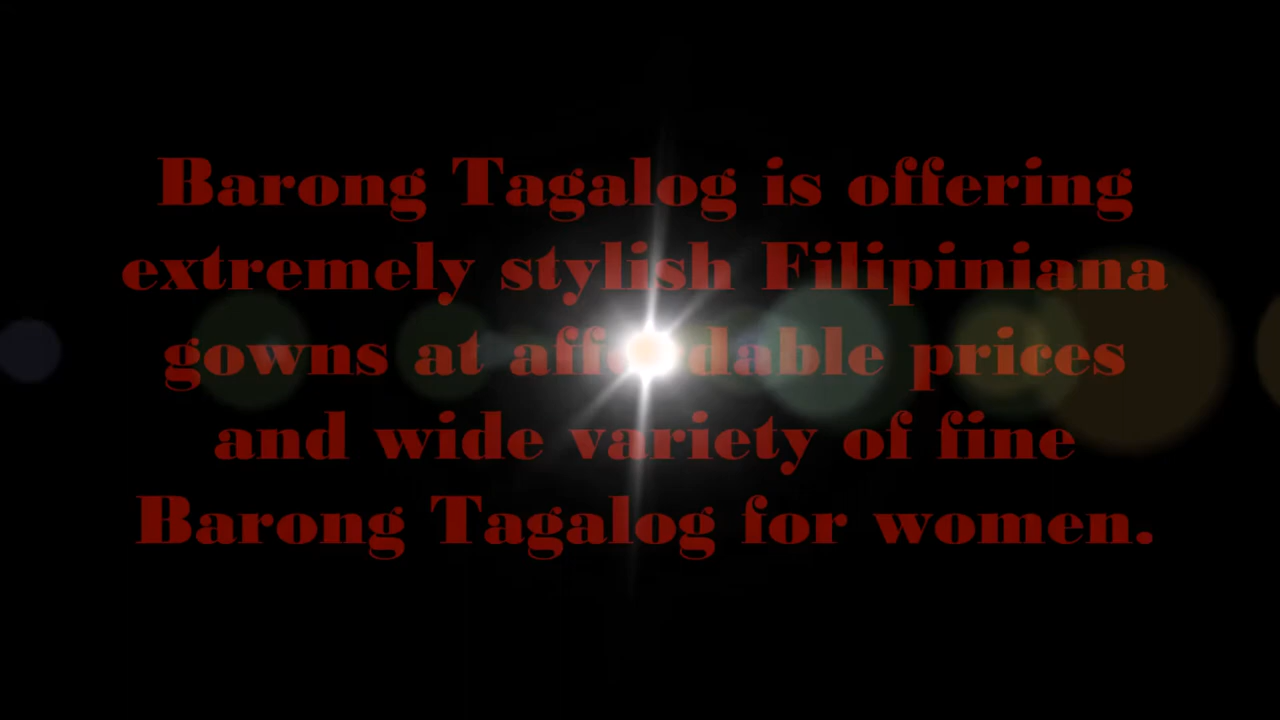 Barong Tagalog is offering
extremely stylish Filipiniana
gowns at affordable prices
and wide variety of fine
Barong Tagalog for women.